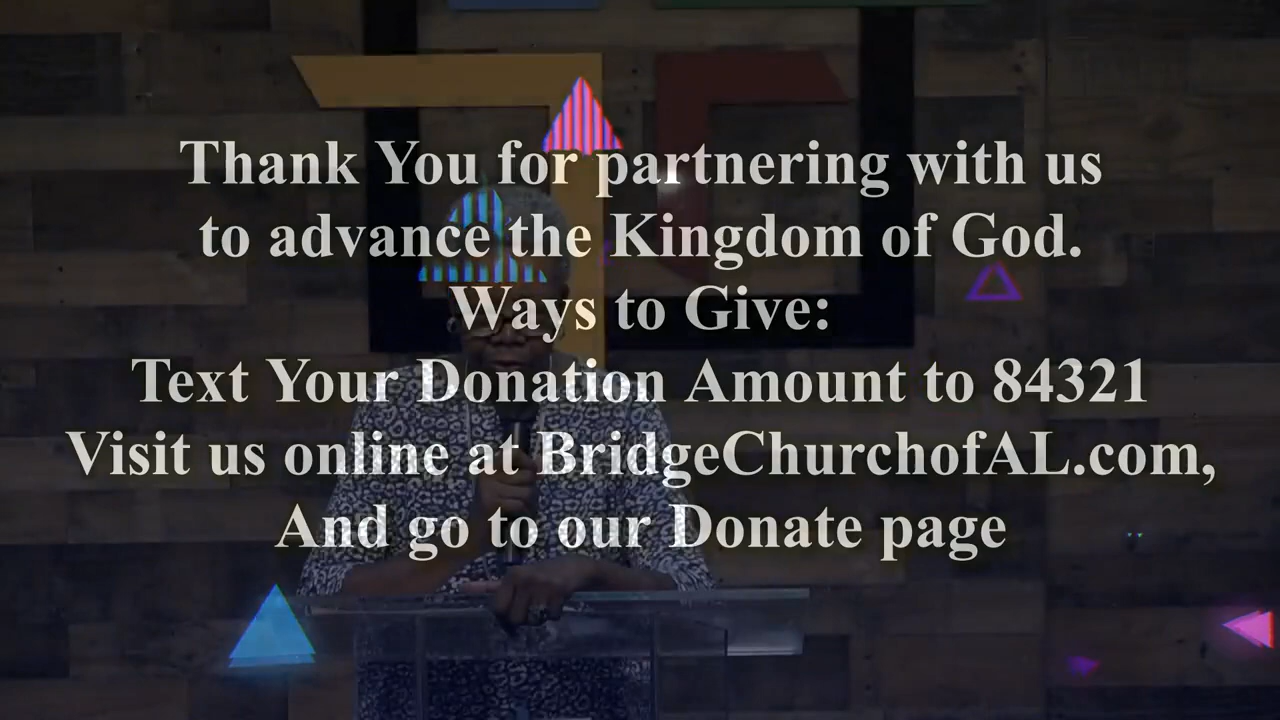 Thank You for partnering with us
to advance the Kingdom of God.
Ways to Give:
Text Your Donation Amount to 84321
Visit us online at BridgeChurchofAL.com,
And go to our Donate page